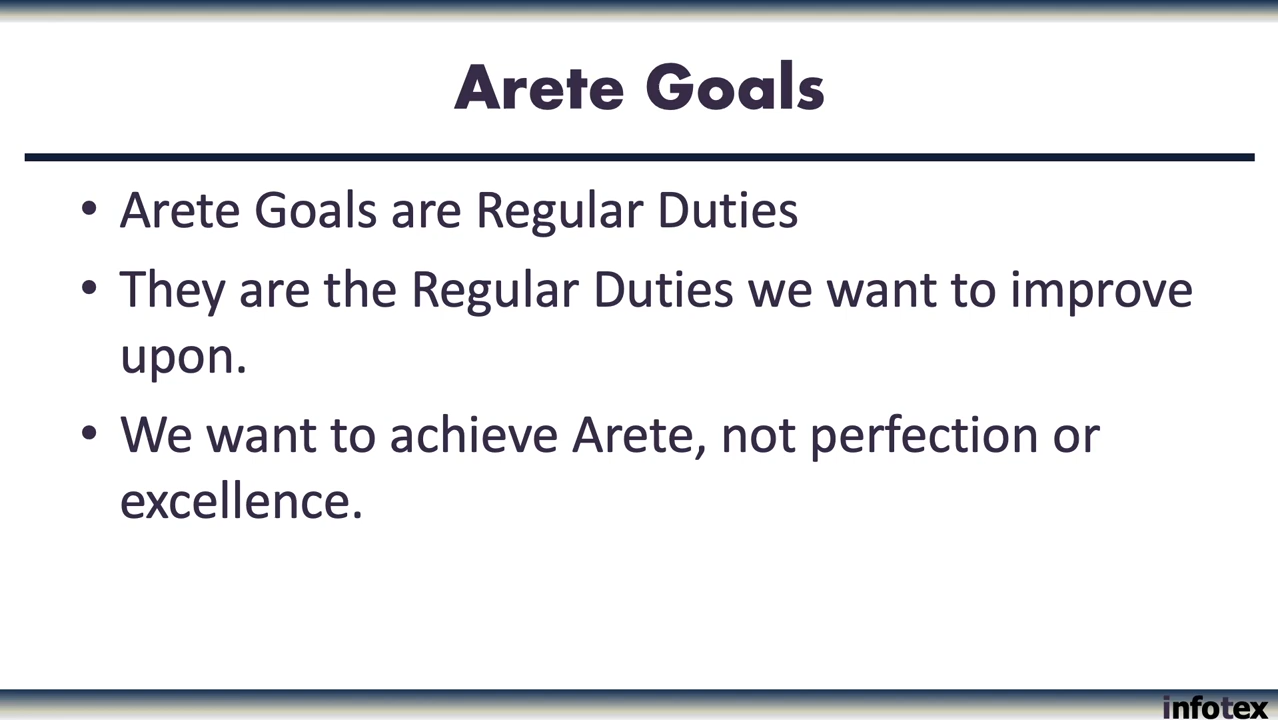 Arete Goals
• Arete Goals are Regular Duties
• They are the Regular Duties we want to improve
upon.
• We want to achieve Arete, not perfection or
excellence.
infotex